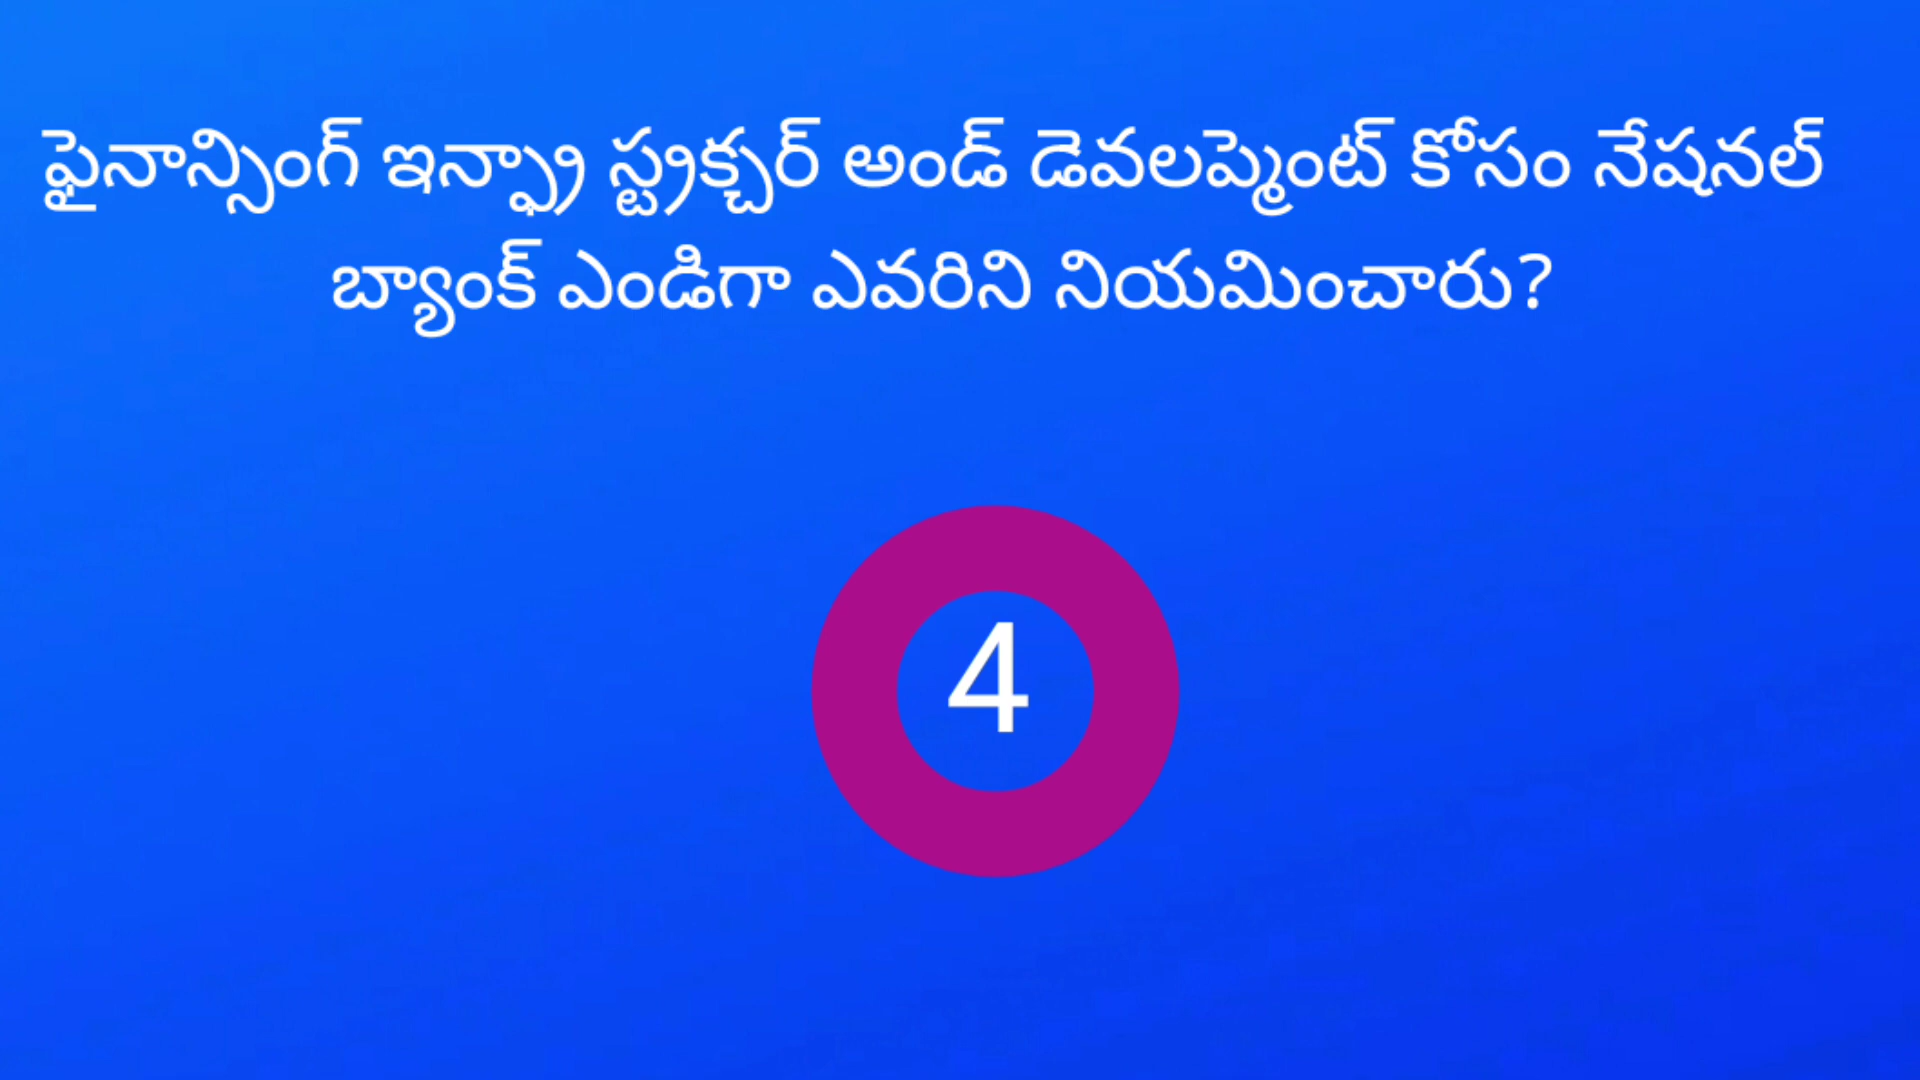 ఫైనాన్సింగ్ ఇన్ఫ్రా స్ట్రక్చర్ అండ్ డెవలప్మెంట్ కోసం నేషనల్
బ్యాంక్ ఎండిగా ఎవరిని నియమించారు?
4